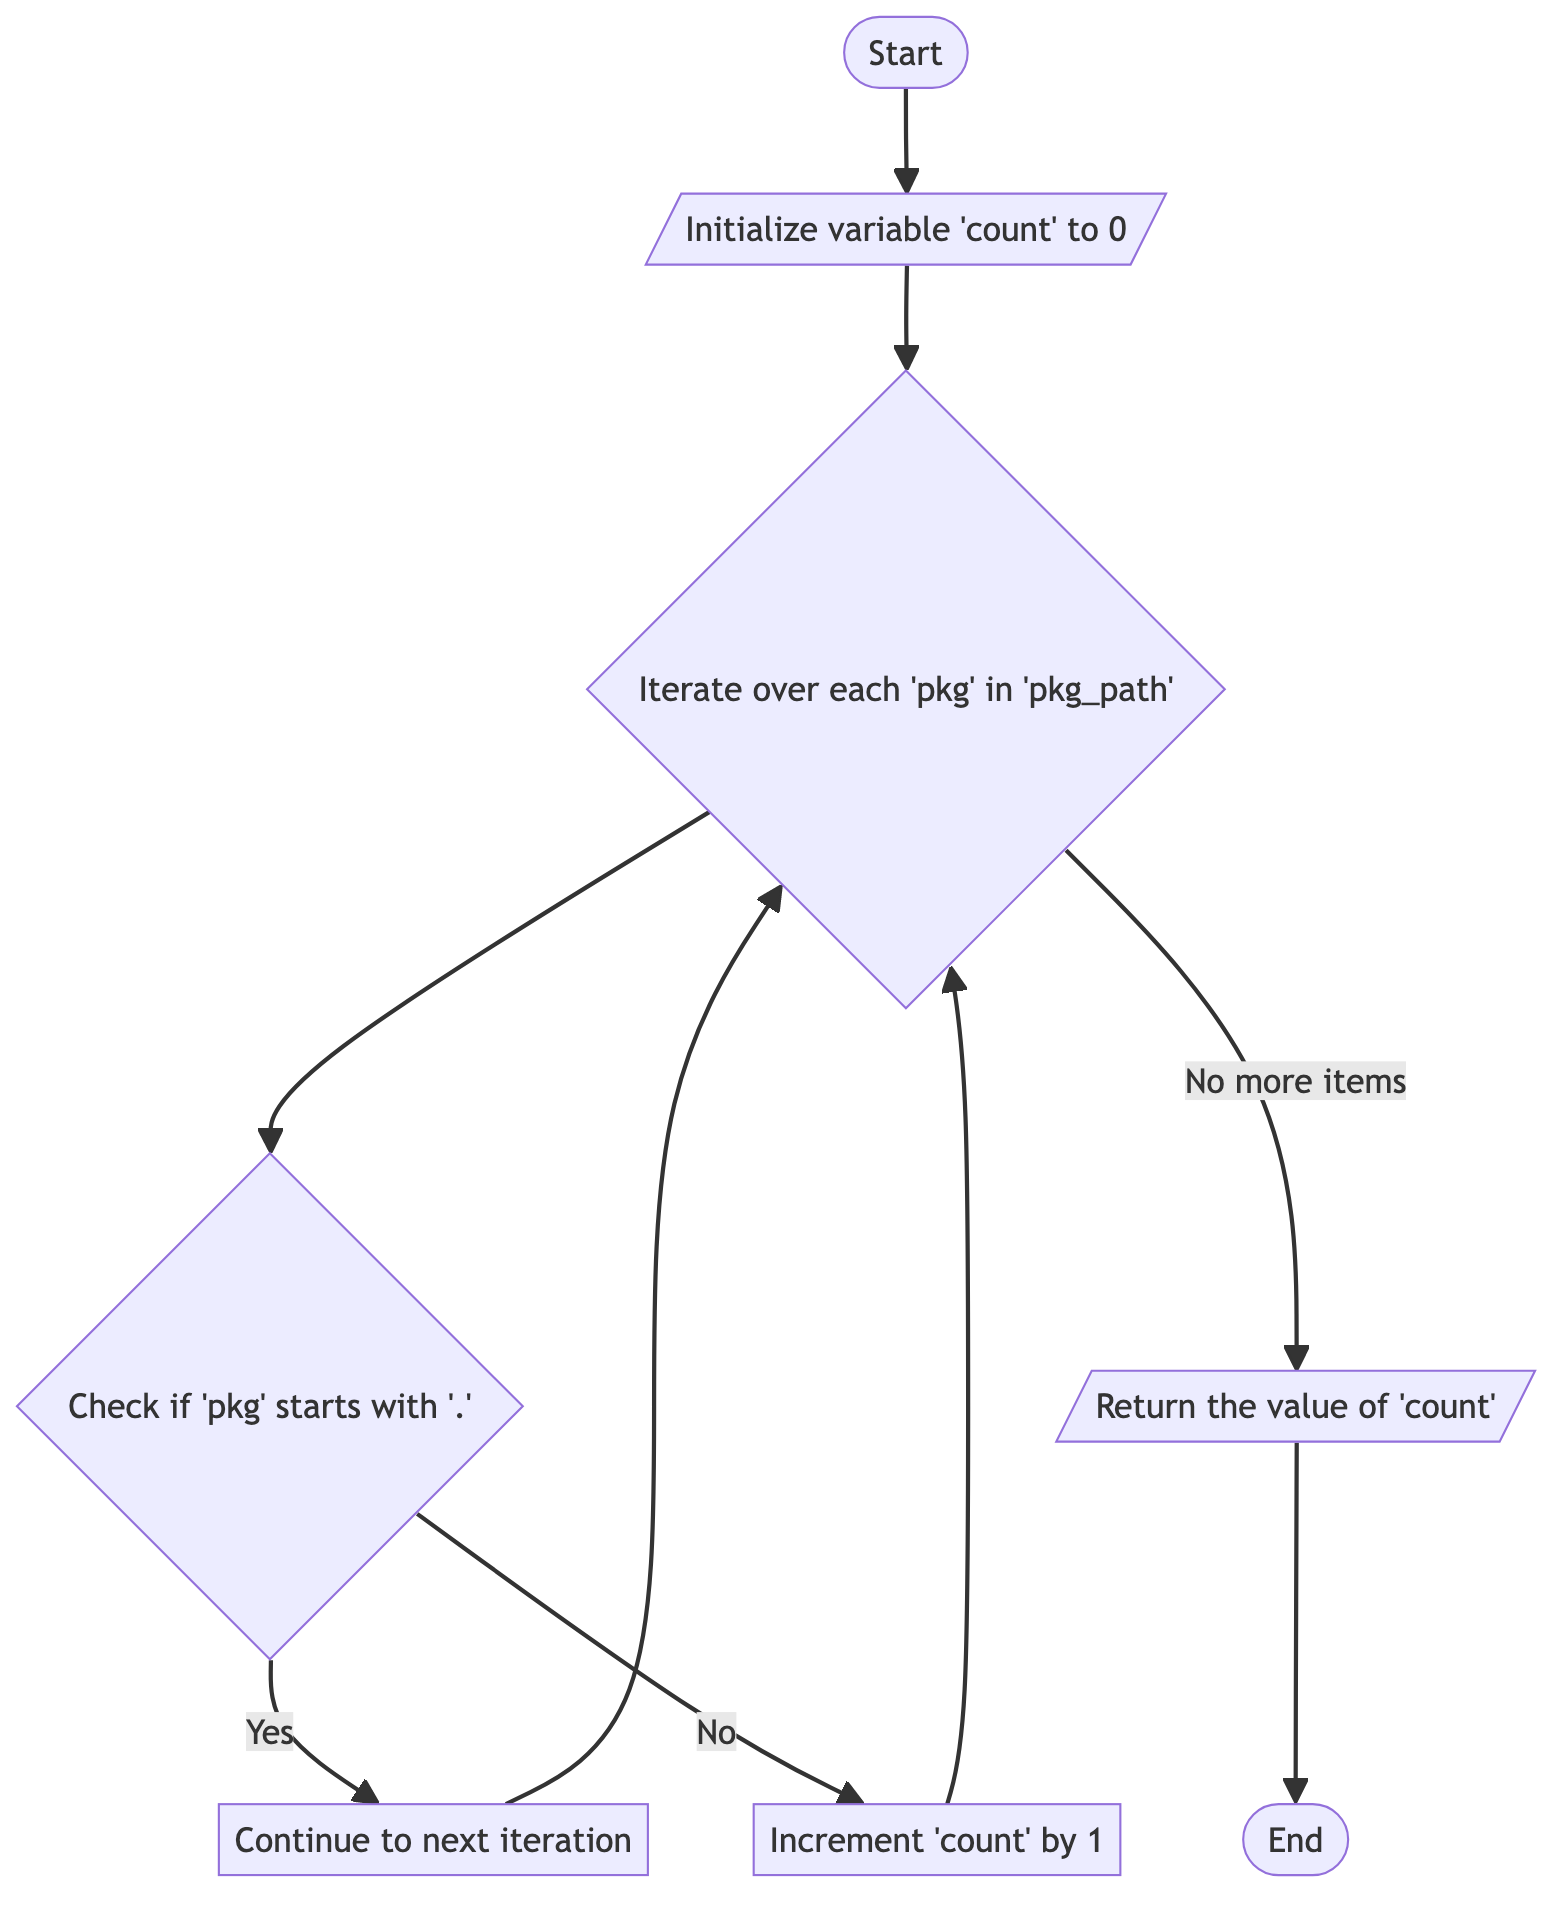 Start
Initialize variable 'count' to 0
Iterate over each 'pkg' in 'pkg_path'
No more items
Check if 'pkg' starts with '.'
Return the value of 'count'
Yes
No
Continue to next iteration
Increment 'count' by 1
End